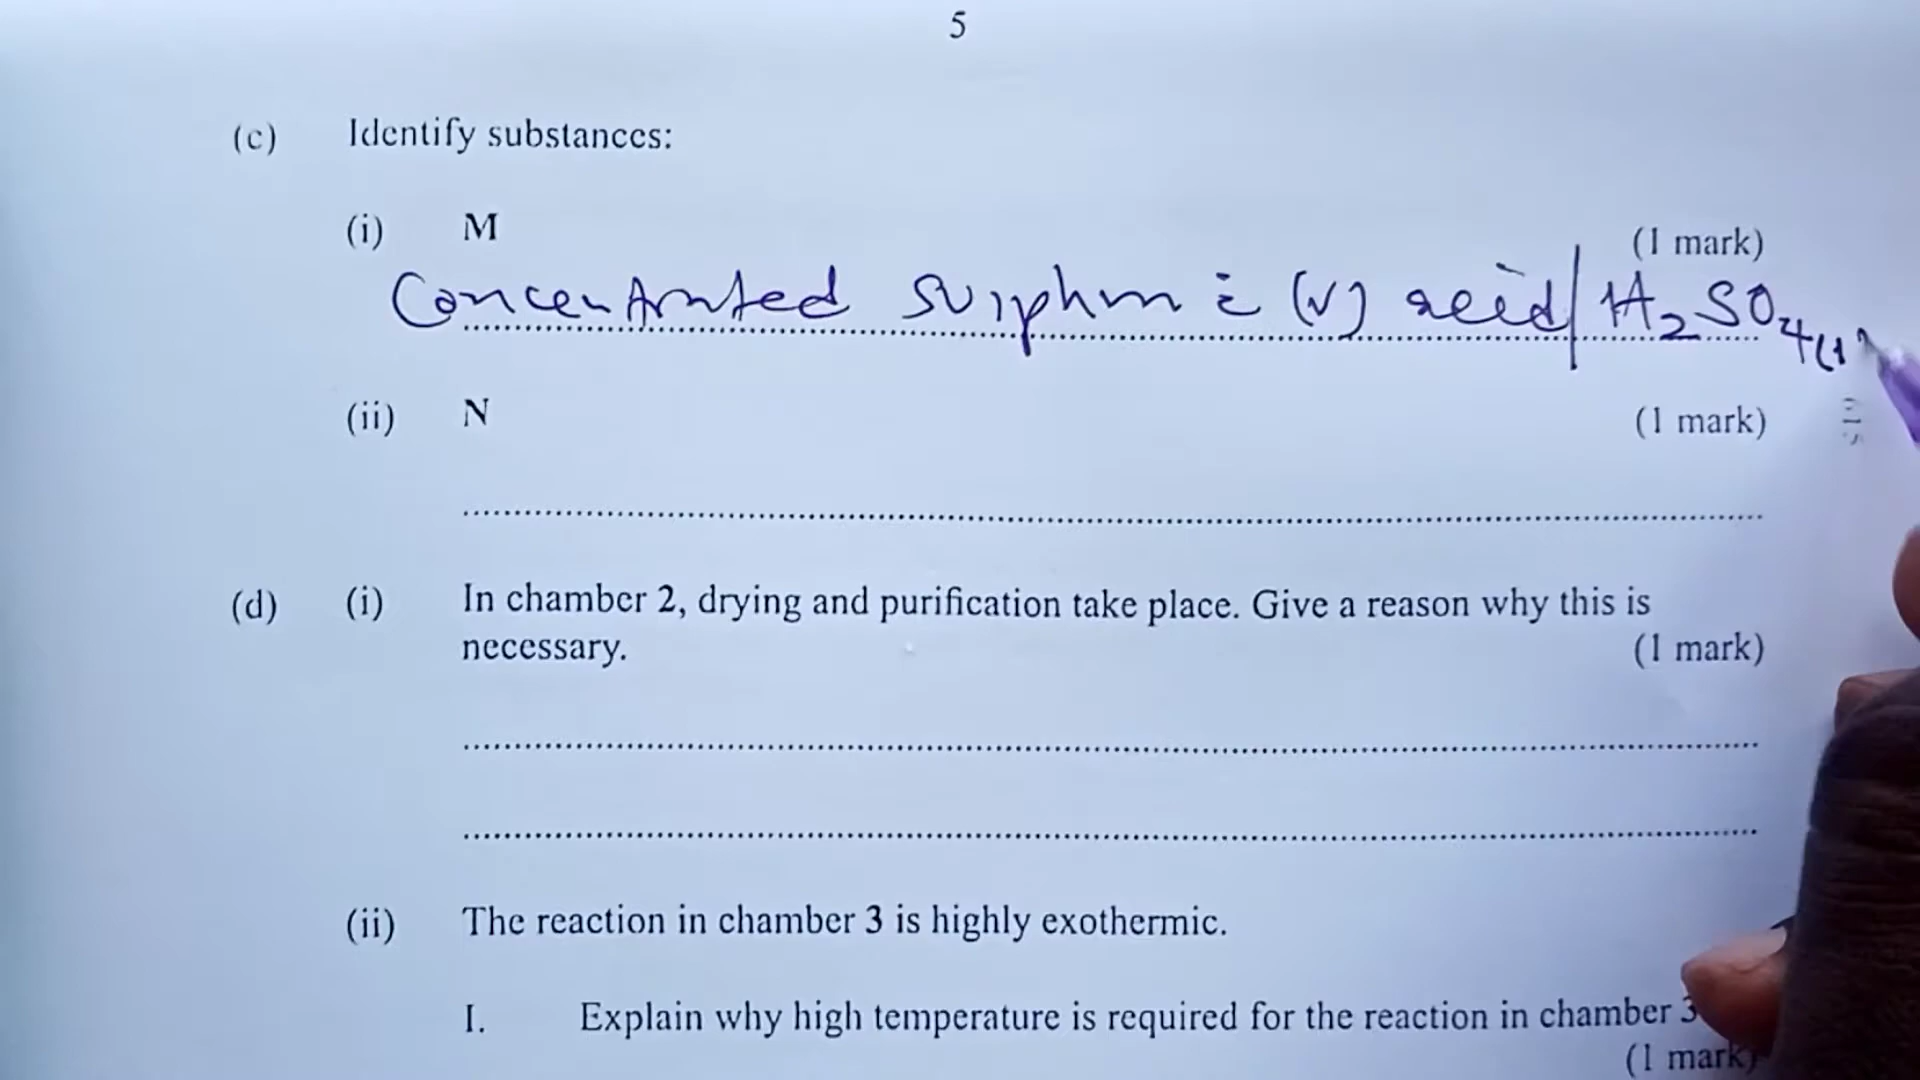 5
(c) Identify substances:
(i) M (1 mark)
Concentrated sulphuric (V) acid/H₂SO₄(l)
(ii) N (1 mark)
(d) (i) In chamber 2, drying and purification take place. Give a reason why this is
necessary. (1 mark)
(ii) The reaction in chamber 3 is highly exothermic.
I. Explain why high temperature is required for the reaction in chamber 3
(1 mark)